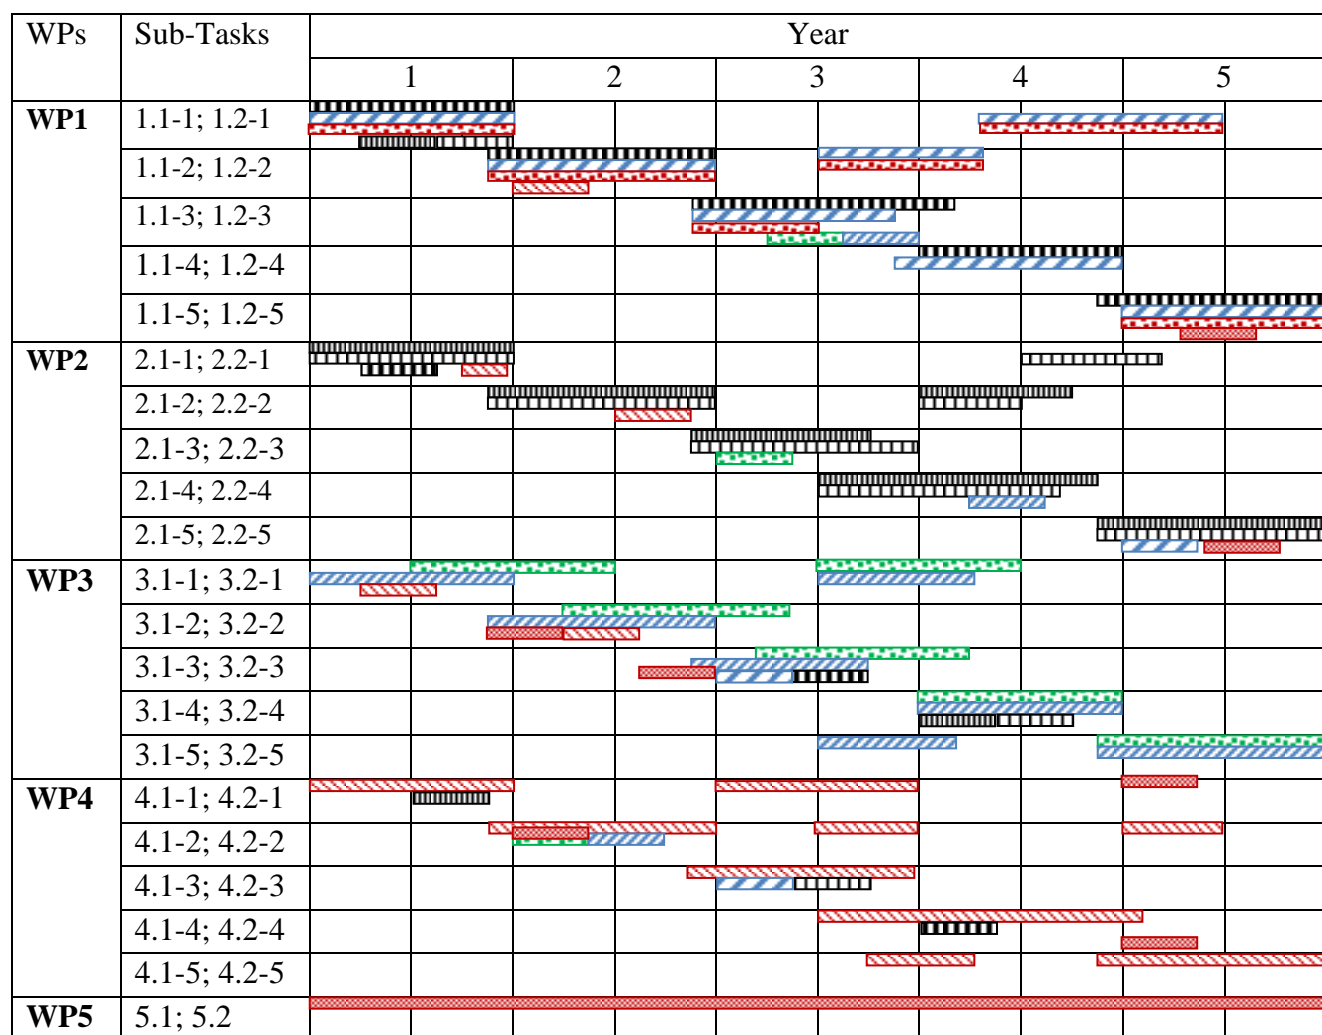 WPs Sub-Tasks Year
1 2 3 4 5
WP1 1.1-1; 1.2-1
1.1-2; 1.2-2
1.1-3; 1.2-3
1.1-4; 1.2-4
1.1-5; 1.2-5
WP2 2.1-1; 2.2-1
2.1-2; 2.2-2
2.1-3; 2.2-3
2.1-4; 2.2-4
2.1-5; 2.2-5
WP3 3.1-1; 3.2-1
3.1-2; 3.2-2
3.1-3; 3.2-3
3.1-4; 3.2-4
3.1-5; 3.2-5
WP4 4.1-1; 4.2-1
4.1-2; 4.2-2
4.1-3; 4.2-3
4.1-4; 4.2-4
4.1-5; 4.2-5
WP5 5.1; 5.2